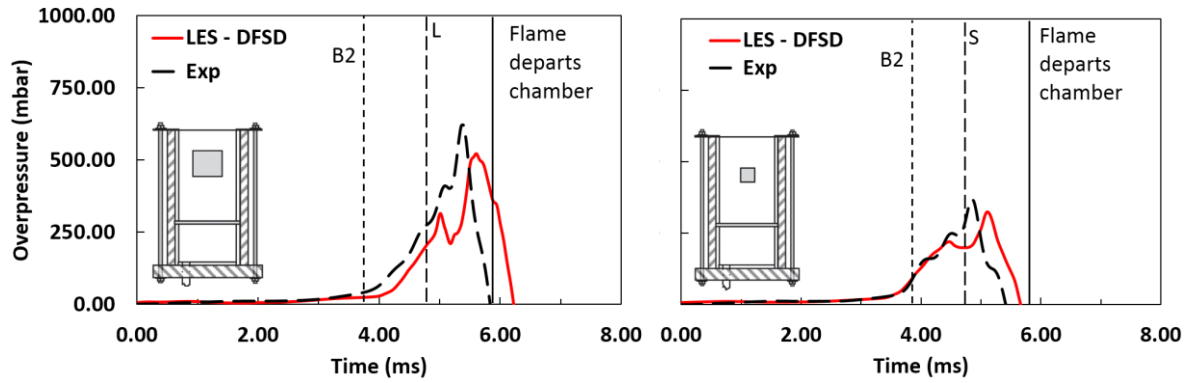 1000.00
750.00
500.00
250.00
0.00
Overpressure (mbar)
LES - DFSD
Exp
B2
L
Flame
departs
chamber
0.00 2.00 4.00 6.00 8.00
Time (ms)
LES - DFSD
Exp
B2
S
Flame
departs
chamber
0.00 2.00 4.00 6.00 8.00
Time (ms)